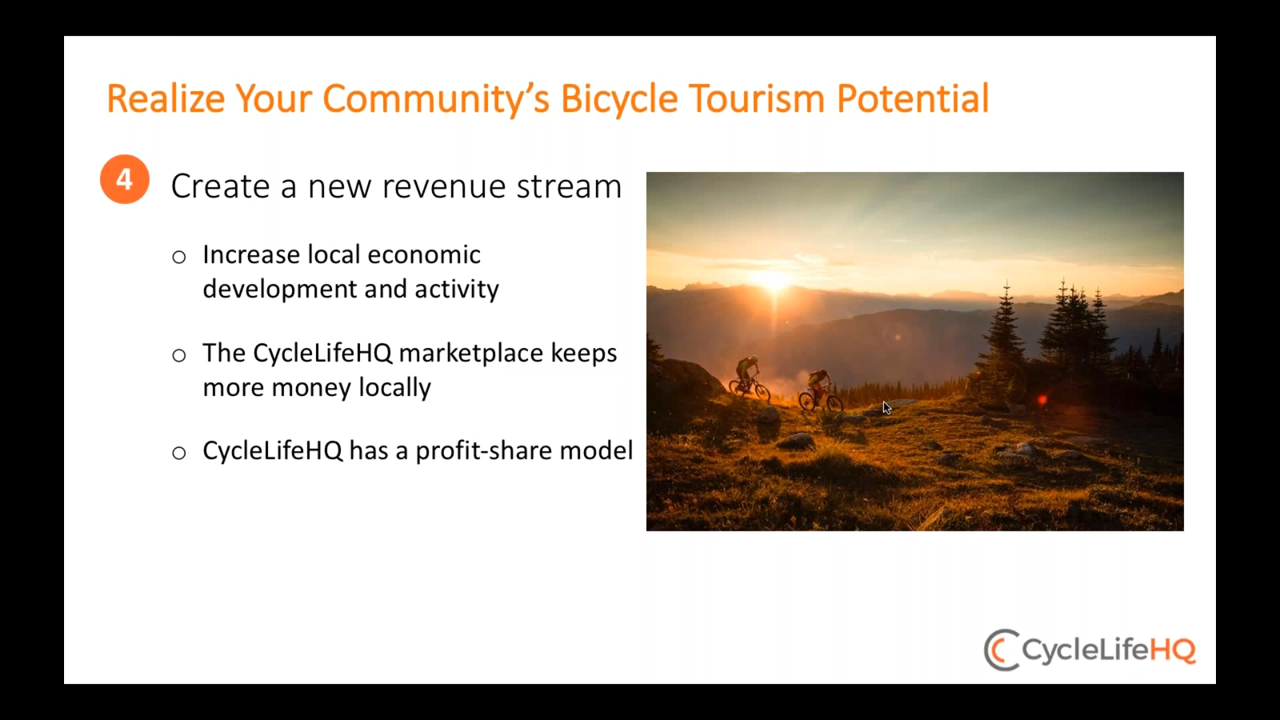 Realize Your Community’s Bicycle Tourism Potential
4
Create a new revenue stream
o Increase local economic
development and activity
o The CycleLifeHQ marketplace keeps
more money locally
o CycleLifeHQ has a profit-share model
CycleLifeHQ